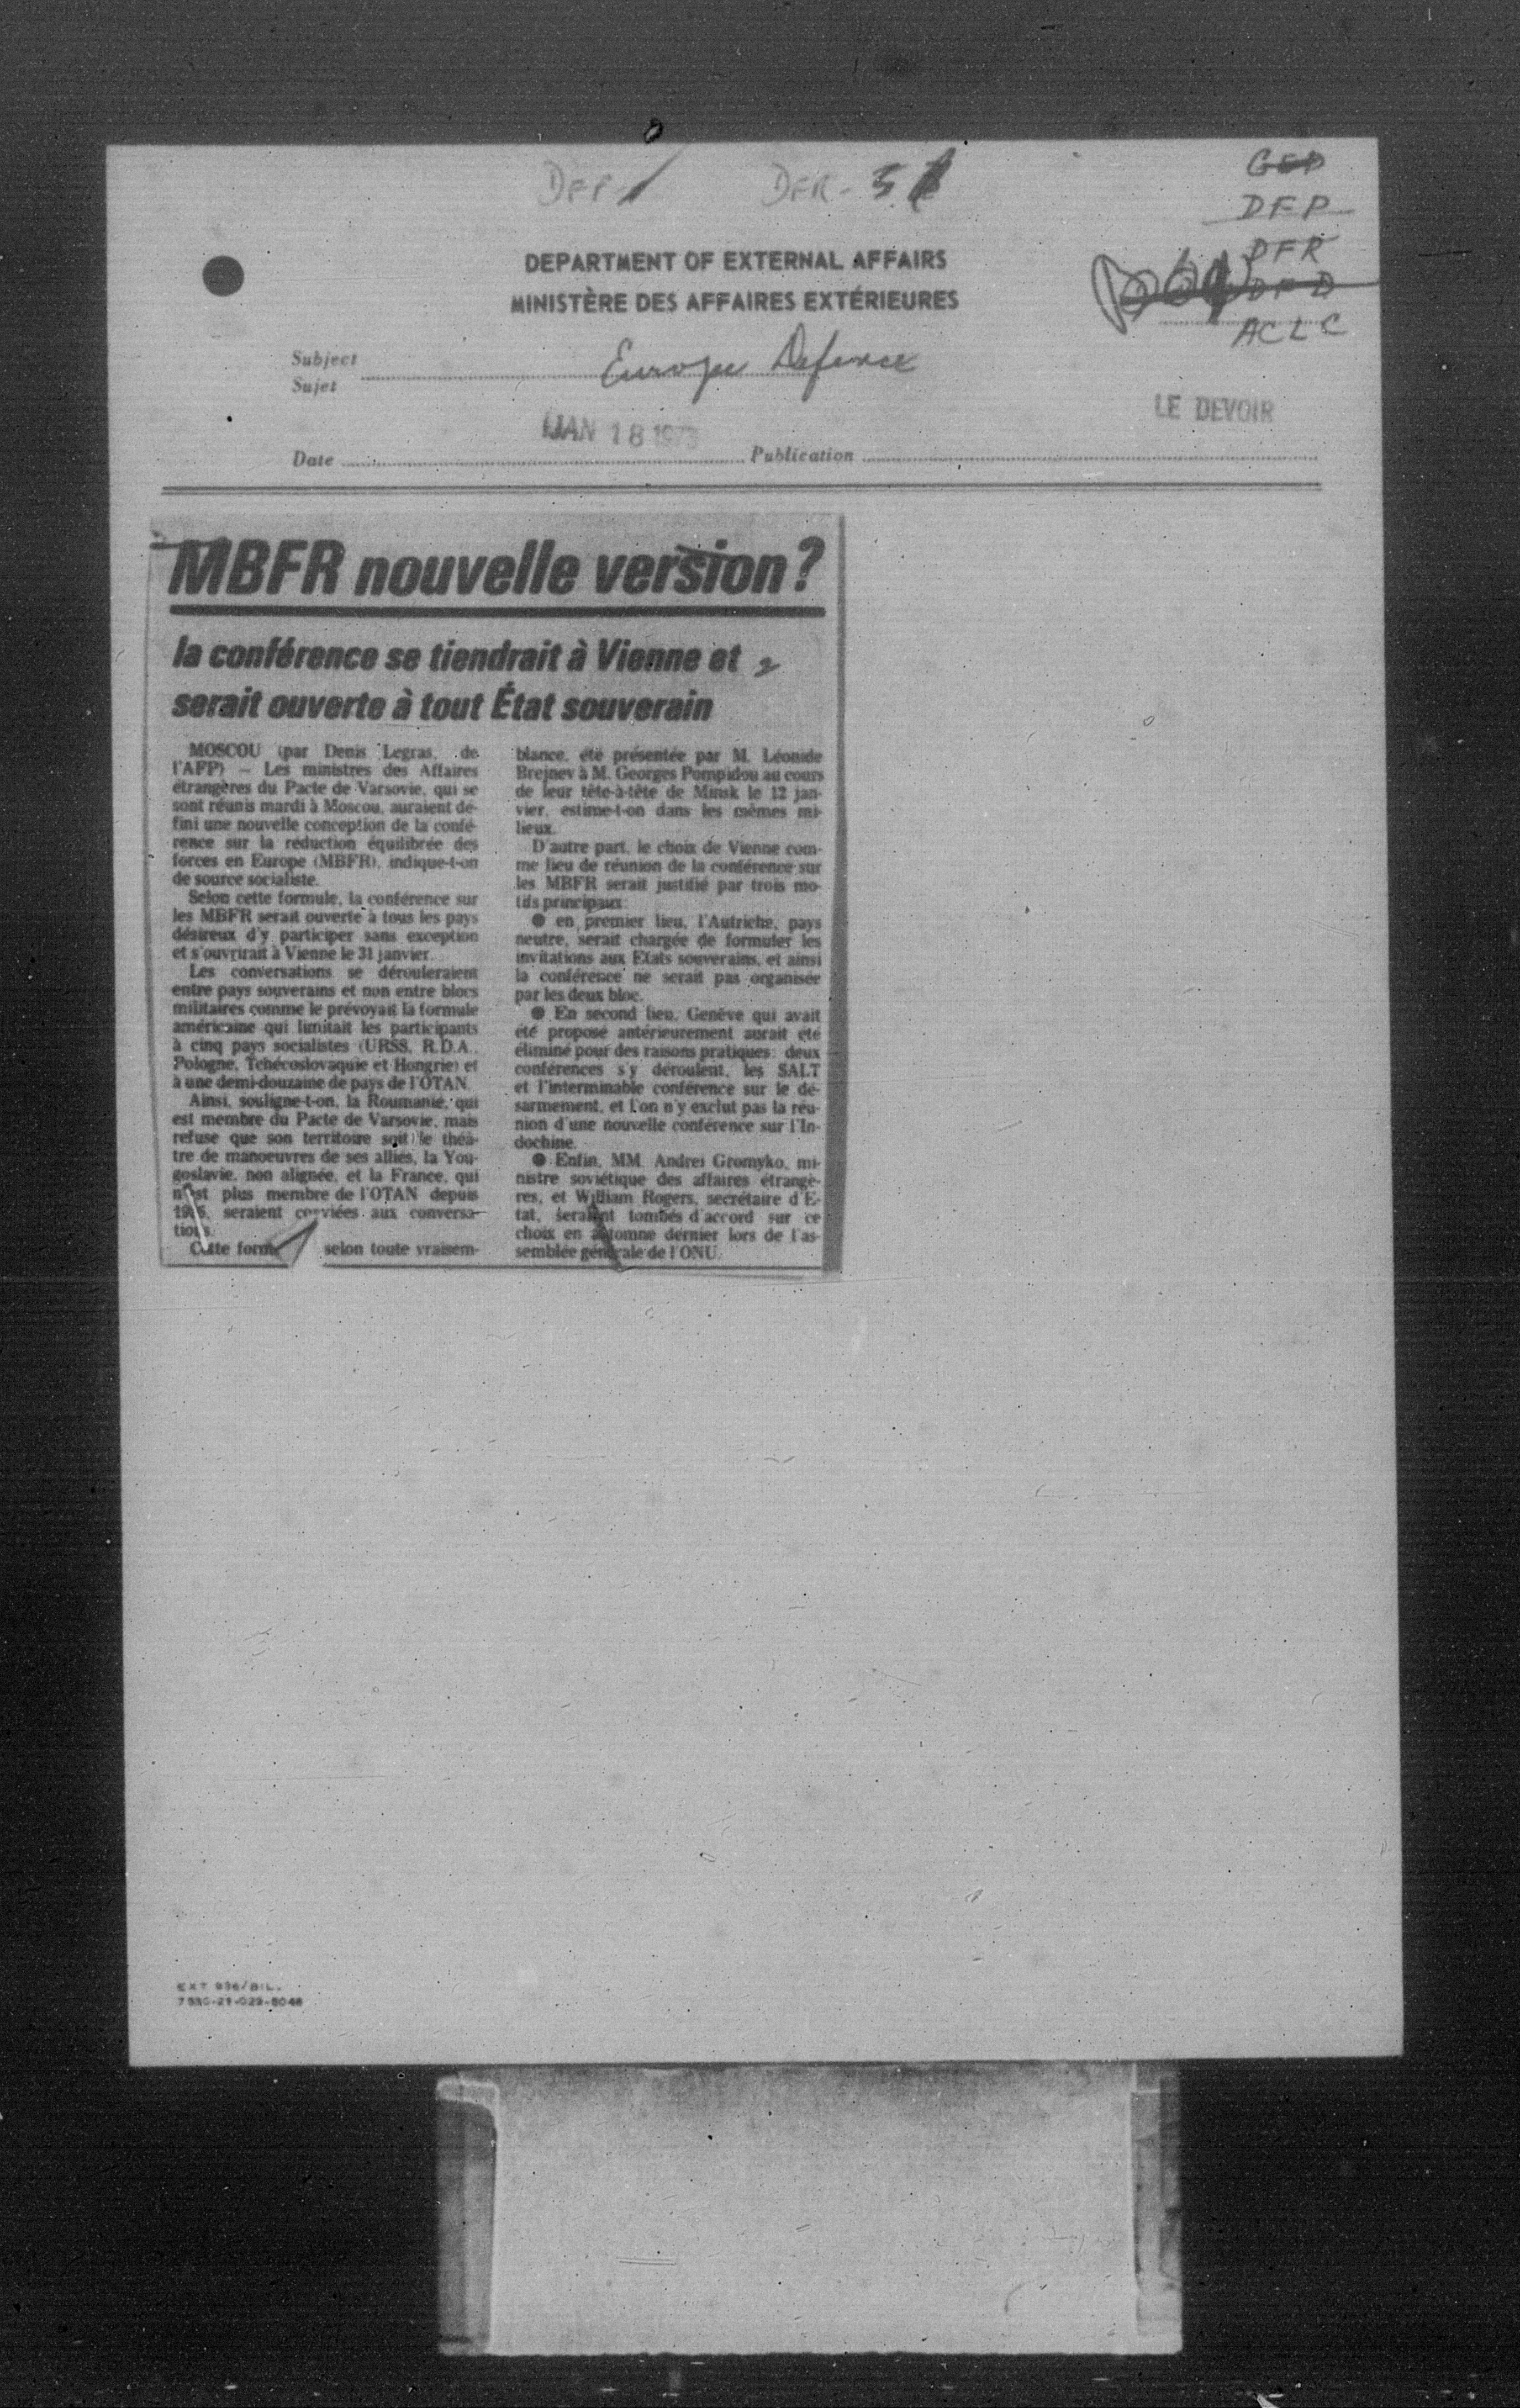 DFP-1 DFR-3
GEP
DFP
DFR
DFD
ACLC
DEPARTMENT OF EXTERNAL AFFAIRS
MINISTÈRE DES AFFAIRES EXTÉRIEURES
Subject
Sujet
Europe Defence
LE DEVOIR
JAN 18 1973
Date Publication
MBFR nouvelle version?
la conférence se tiendrait à Vienne et
serait ouverte à tout État souverain
MOSCOU (par Denis Legras, de
l'AFP) — Les ministres des Affaires
étrangères du Pacte de Varsovie, qui se
sont réunis mardi à Moscou, auraient dé-
fini une nouvelle conception de la confé-
rence sur la réduction équilibrée des
forces en Europe (MBFR), indique-t-on
de source socialiste.
Selon cette formule, la conférence sur
les MBFR serait ouverte à tous les pays
désireux d'y participer sans exception
et s'ouvrirait à Vienne le 31 janvier.
Les conversations se dérouleraient
entre pays souverains et non entre blocs
militaires comme le prévoyait la formule
américaine qui limitait les participants
à cinq pays socialistes (URSS, R.D.A.,
Pologne, Tchécoslovaquie et Hongrie) et
à une demi-douzaine de pays de l'OTAN.
Ainsi, souligne-t-on, la Roumanie, qui
est membre du Pacte de Varsovie, mais
refuse que son territoire soit le théâ-
tre de manoeuvres de ses alliés, la You-
goslavie, non alignée, et la France, qui
n'est plus membre de l'OTAN depuis
1966, seraient conviées aux conversa-
tions.
Cette form selon toute vraisem-
blance, été présentée par M. Léonide
Brejnev à M. Georges Pompidou au cours
de leur tête-à-tête de Minsk le 12 jan-
vier, estime-t-on dans les mêmes mi-
lieux.
D'autre part, le choix de Vienne com-
me lieu de réunion de la conférence sur
les MBFR serait justifié par trois mo-
tifs principaux:
● en premier lieu, l'Autriche, pays
neutre, serait chargée de formuler les
invitations aux Etats souverains, et ainsi
la conférence ne serait pas organisée
par les deux bloc.
● En second lieu, Genève qui avait
été proposé antérieurement aurait été
éliminé pour des raisons pratiques: deux
conférences s'y déroulent, les SALT
et l'interminable conférence sur le dé-
sarmement, et l'on n'y exclut pas la réu-
nion d'une nouvelle conférence sur l'In-
dochine.
● Enfin, MM. Andrei Gromyko, mi-
nistre soviétique des affaires étrangè-
res, et William Rogers, secrétaire d'E-
tat, seraient tombés d'accord sur ce
choix en automne dernier lors de l'as-
semblée générale de l'ONU.
EXT 936/BIL.
7530-21-029-5046